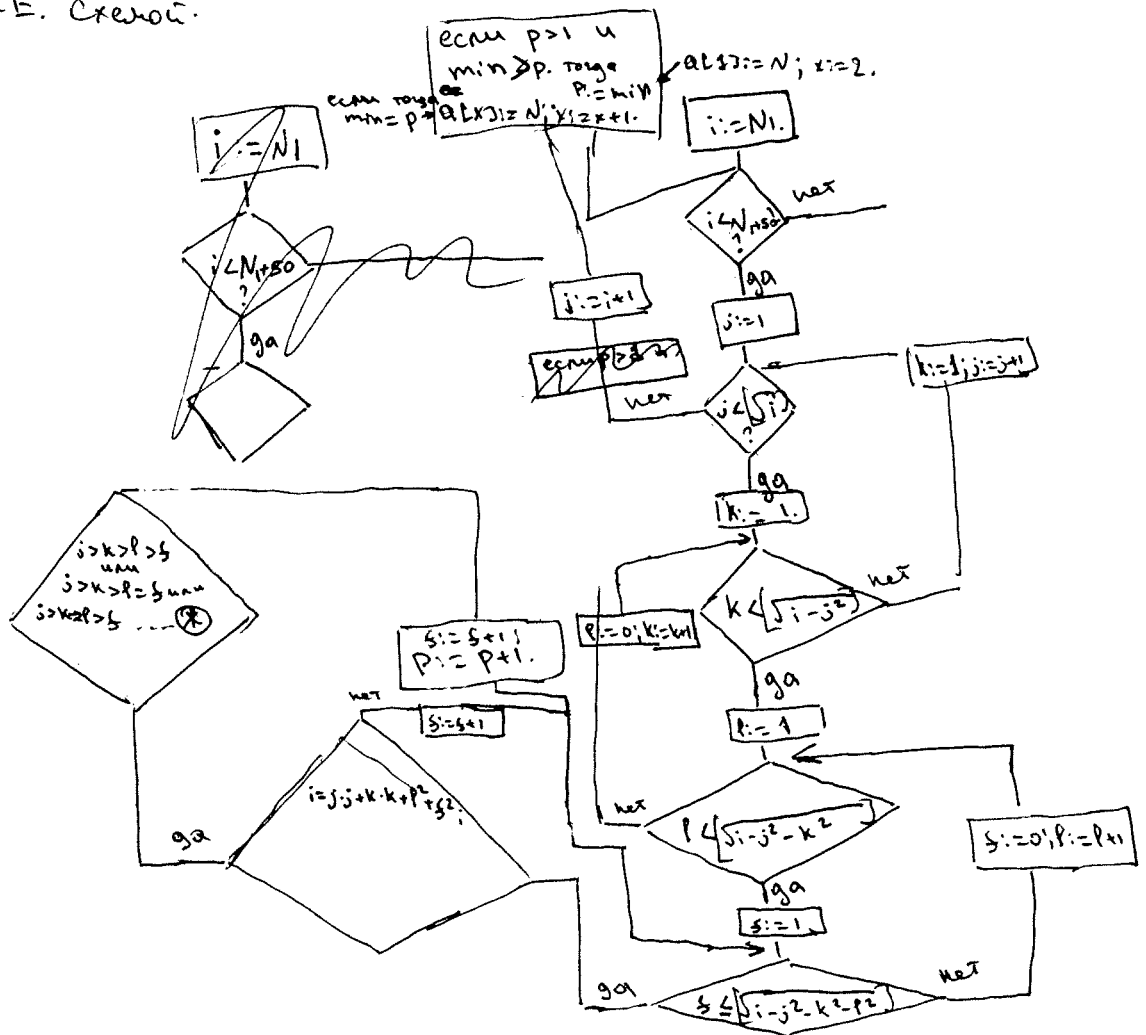 Схемой.
если p>1 и
min ≥p. тогда
p:=min
a[x]:=N; x:=x+1.
если тогда
min=p
a[1]:=N; x:=2.
i:=N1
i<N1+50
?
да
i:=N1.
i<N1+50
?
нет
да
j:=1
i:=i+1
k:=1; j:=j+1
j<[√i]
?
нет
да
k:=1.
k<[√i-j²]
нет
l:=0; k:=k+1
да
l:=1
l<[√i-j²-k²]
нет
да
f:=0; l:=l+1
f:=1
f≤[√i-j²-k²-l²]
нет
да
i=j·j+k·k+l²+f²;
нет
f:=f+1
да
j>k>l>f
или
j>k>l=f или
j>k=l>f ....
f:=f+1;
p:=p+1.